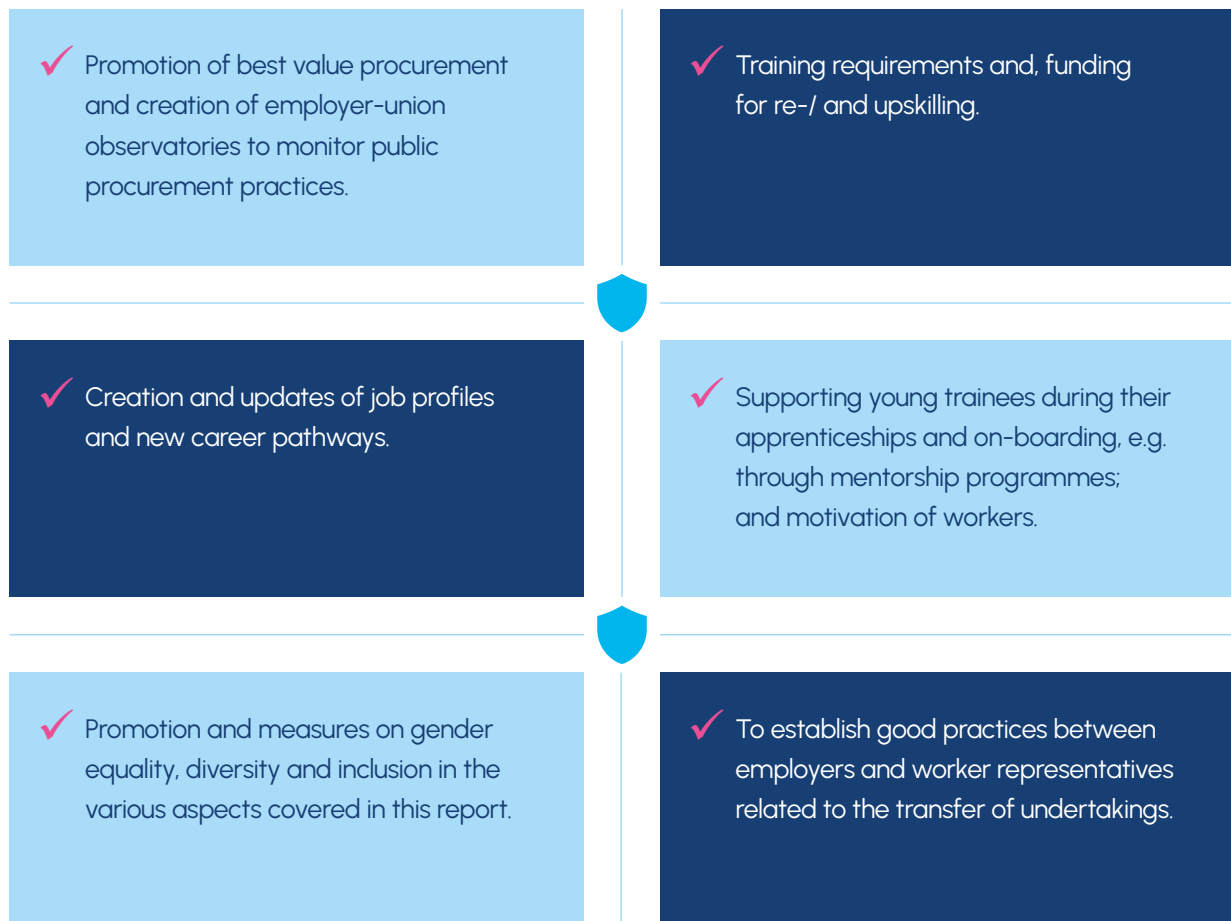 Promotion of best value procurement
and creation of employer-union
observatories to monitor public
procurement practices.
Training requirements and, funding
for re-/ and upskilling.
Creation and updates of job profiles
and new career pathways.
Supporting young trainees during their
apprenticeships and on-boarding, e.g.
through mentorship programmes;
and motivation of workers.
Promotion and measures on gender
equality, diversity and inclusion in the
various aspects covered in this report.
To establish good practices between
employers and worker representatives
related to the transfer of undertakings.